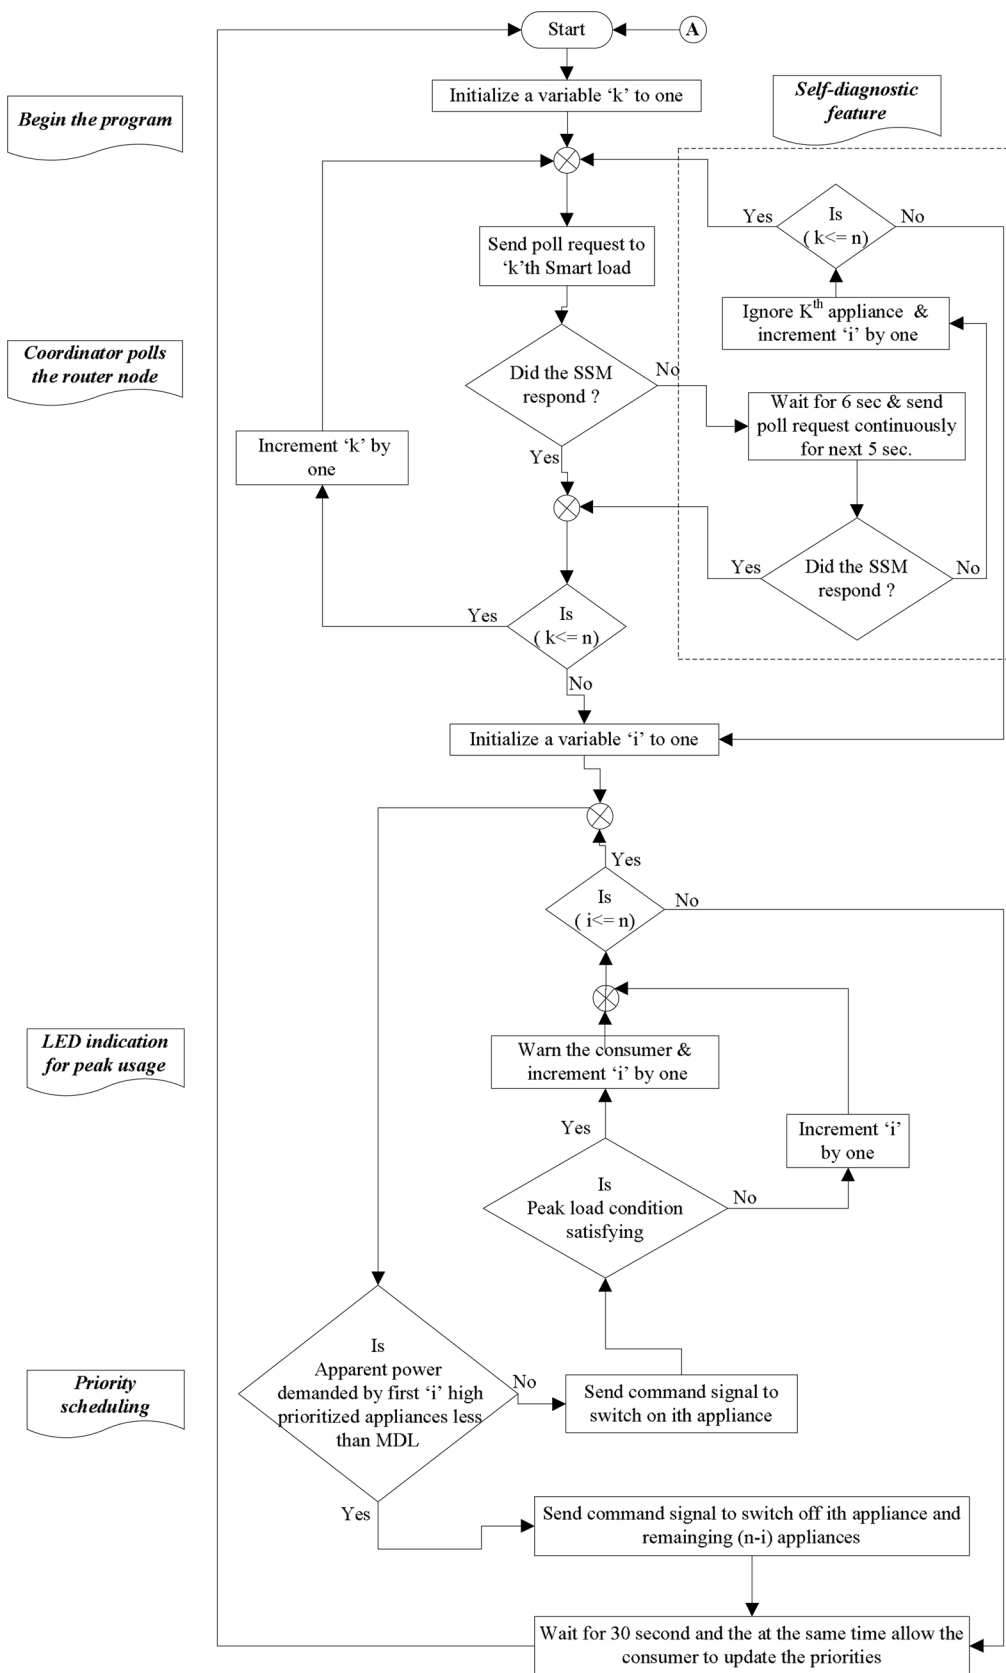 Start
A
Initialize a variable ‘k’ to one
Begin the program
Self-diagnostic
feature
Is
( k<= n)
Yes
No
Send poll request to
‘k’th Smart load
Ignore Kth appliance &
increment ‘i’ by one
Coordinator polls
the router node
Did the SSM
respond ?
No
Yes
Wait for 6 sec & send
poll request continuously
for next 5 sec.
Increment ‘k’ by
one
Did the SSM
respond ?
Yes
No
Is
( k<= n)
Yes
No
Initialize a variable ‘i’ to one
Yes
Is
( i<= n)
No
LED indication
for peak usage
Warn the consumer &
increment ‘i’ by one
Yes
Increment ‘i’
by one
Is
Peak load condition
satisfying
No
Is
Apparent power
demanded by first ‘i’ high
prioritized appliances less
than MDL
No
Yes
Priority
scheduling
Send command signal to
switch on ith appliance
Send command signal to switch off ith appliance and
remainging (n-i) appliances
Wait for 30 second and the at the same time allow the
consumer to update the priorities